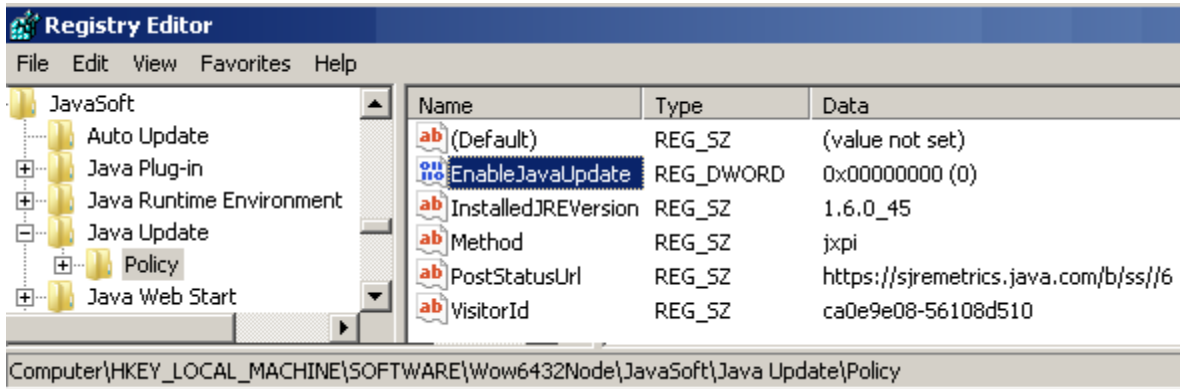 Registry Editor
File Edit View Favorites Help
JavaSoft
Auto Update
Java Plug-in
Java Runtime Environment
Java Update
Policy
Java Web Start
Name Type Data
(Default) REG_SZ (value not set)
EnableJavaUpdate REG_DWORD 0x00000000 (0)
InstalledJREVersion REG_SZ 1.6.0_45
Method REG_SZ jxpi
PostStatusUrl REG_SZ https://sjremetrics.java.com/b/ss//6
VisitorId REG_SZ ca0e9e08-56108d510
Computer\HKEY_LOCAL_MACHINE\SOFTWARE\Wow6432Node\JavaSoft\Java Update\Policy